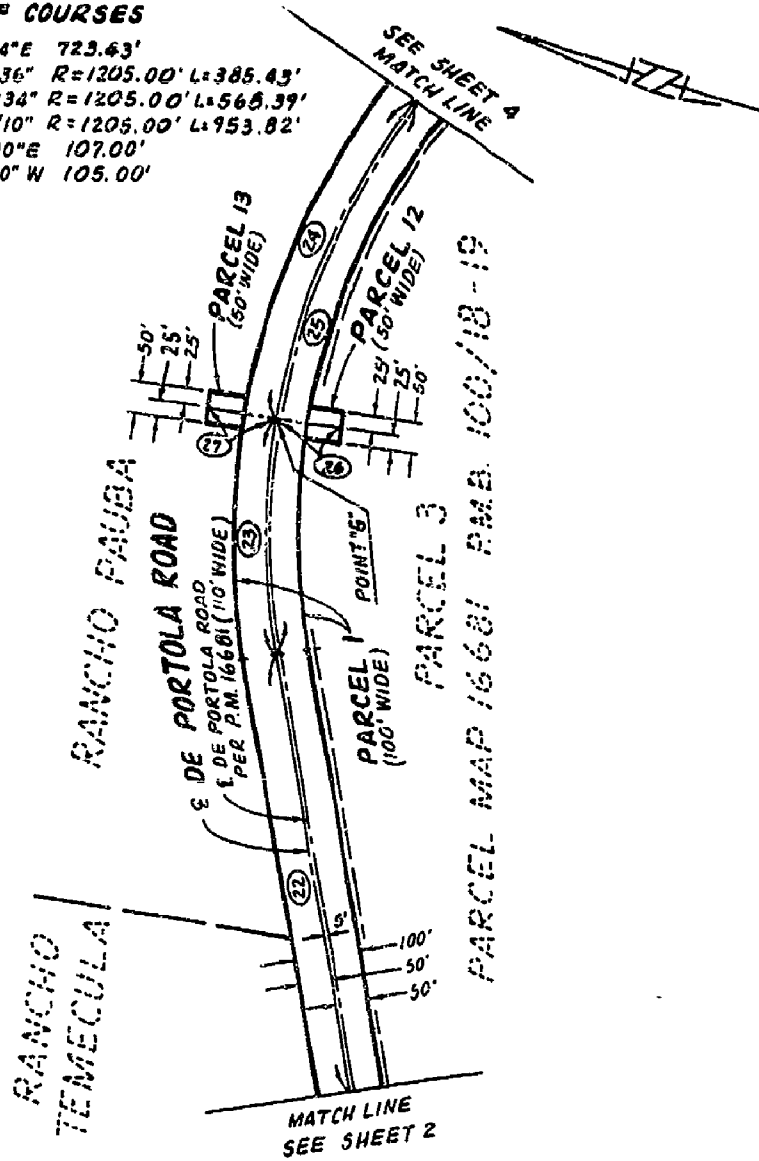 COURSES
4"E 723.43'
36" R=1205.00' L=385.43'
34" R=1205.00' L=568.39'
10" R=1205.00' L=953.82'
0"E 107.00'
0" W 105.00'
SEE SHEET 4
MATCH LINE
PARCEL 13
(50' WIDE)
24
25
PARCEL 12
(50' WIDE)
50'
25'
25'
25'
25'
50'
27
26
RANCHO PAUBA
23
POINT "G"
℄ DE PORTOLA ROAD
℄ DE PORTOLA ROAD
PER P.M. 16681 (110' WIDE)
PARCEL 1
(100' WIDE)
PARCEL 3
PARCEL MAP 16681 P.M.B. 100/18-19
22
5'
100'
50'
50'
RANCHO
TEMECULA
MATCH LINE
SEE SHEET 2